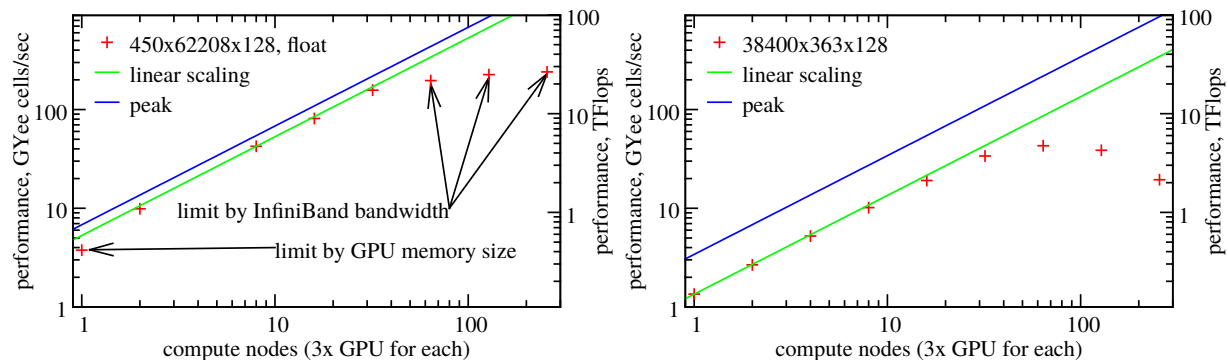 performance, GYee cells/sec
100
10
1
450x62208x128, float
linear scaling
peak
limit by InfiniBand bandwidth
limit by GPU memory size
100
10
1
performance, TFlops
1
10
100
compute nodes (3x GPU for each)
performance, GYee cells/sec
100
10
1
38400x363x128
linear scaling
peak
100
10
1
performance, TFlops
1
10
100
compute nodes (3x GPU for each)